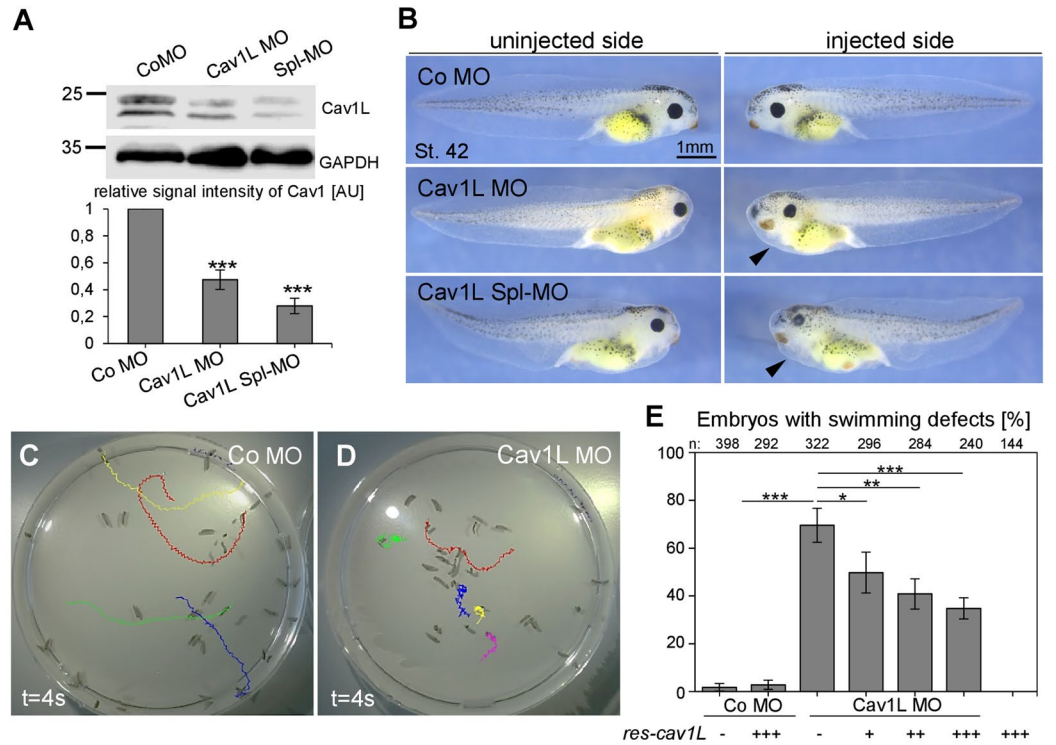 A
CoMO Cav1L MO Spl-MO
25
Cav1L
35
GAPDH
relative signal intensity of Cav1 [AU]
1
0,8
0,6
0,4
0,2
0
*** ***
Co MO Cav1L MO Cav1L Spl-MO
B
uninjected side injected side
Co MO
St. 42
1mm
Cav1L MO
Cav1L Spl-MO
C
Co MO
t=4s
D
Cav1L MO
t=4s
E
Embryos with swimming defects [%]
n: 398 292 322 296 284 240 144
100
80
60
40
20
0
***
**
*** *
Co MO Cav1L MO
res-cav1L - +++ - + ++ +++ +++